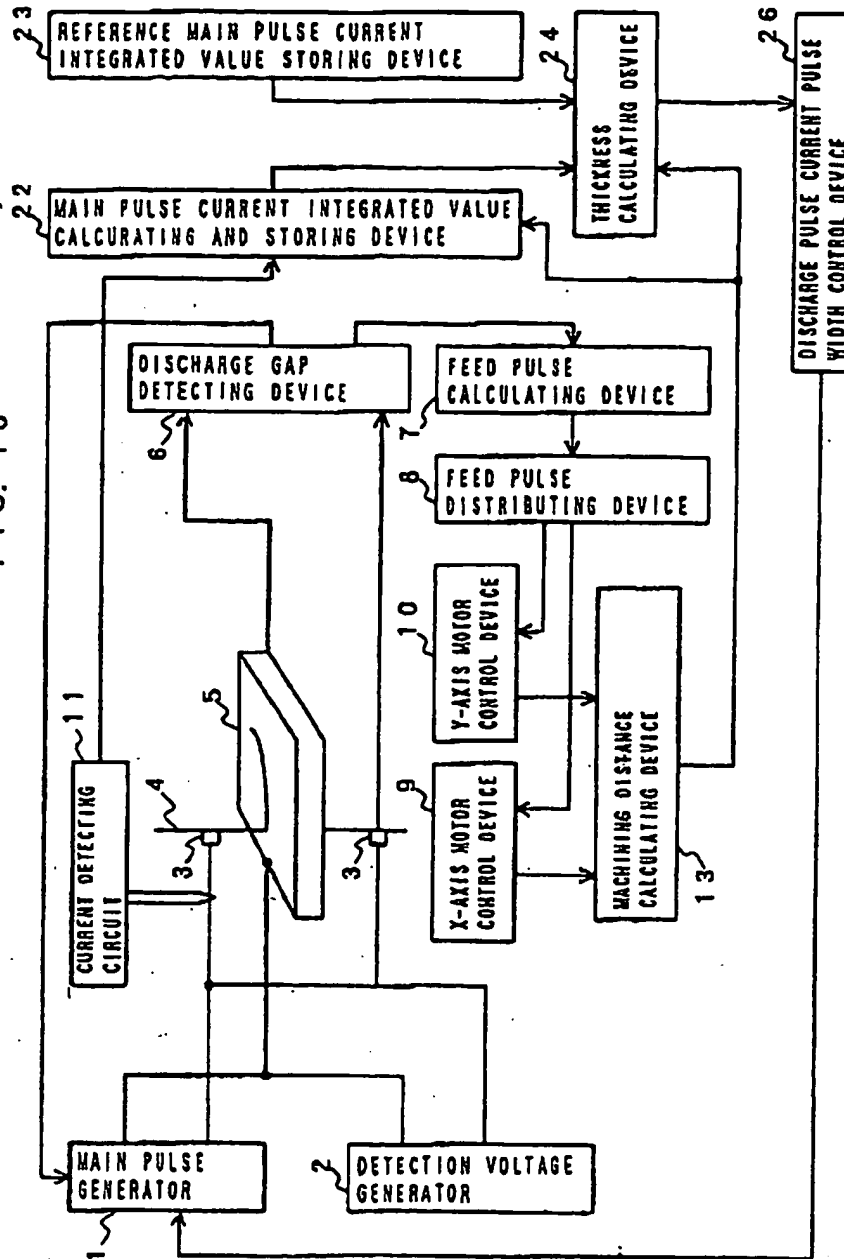 23
REFERENCE MAIN PULSE CURRENT
INTEGRATED VALUE STORING DEVICE
22
MAIN PULSE CURRENT INTEGRATED VALUE
CALCURATING AND STORING DEVICE
24
THICKNESS
CALCULATING DEVICE
26
DISCHARGE PULSE CURRENT PULSE
WIDTH CONTROL DEVICE
6
DISCHARGE GAP
DETECTING DEVICE
7
FEED PULSE
CALCULATING DEVICE
8
FEED PULSE
DISTRIBUTING DEVICE
11
CURRENT DETECTING
CIRCUIT
4
3
5
3
10
Y-AXIS MOTOR
CONTROL DEVICE
9
X-AXIS MOTOR
CONTROL DEVICE
MACHINING DISTANCE
CALCULATING DEVICE
13
1
MAIN PULSE
GENERATOR
2
DETECTION VOLTAGE
GENERATOR